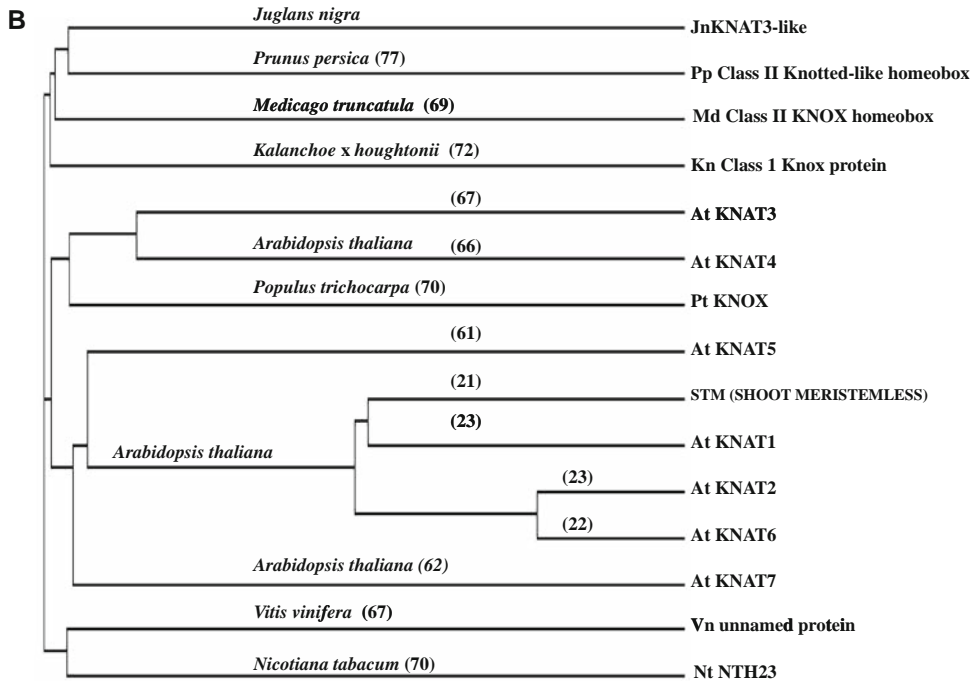 B
Juglans nigra
JnKNAT3-like
Prunus persica (77)
Pp Class II Knotted-like homeobox
Medicago truncatula (69)
Md Class II KNOX homeobox
Kalanchoe x houghtonii (72)
Kn Class 1 Knox protein
(67)
At KNAT3
Arabidopsis thaliana (66)
At KNAT4
Populus trichocarpa (70)
Pt KNOX
(61)
At KNAT5
(21)
STM (SHOOT MERISTEMLESS)
(23)
At KNAT1
Arabidopsis thaliana
(23)
At KNAT2
(22)
At KNAT6
Arabidopsis thaliana (62)
At KNAT7
Vitis vinifera (67)
Vn unnamed protein
Nicotiana tabacum (70)
Nt NTH23